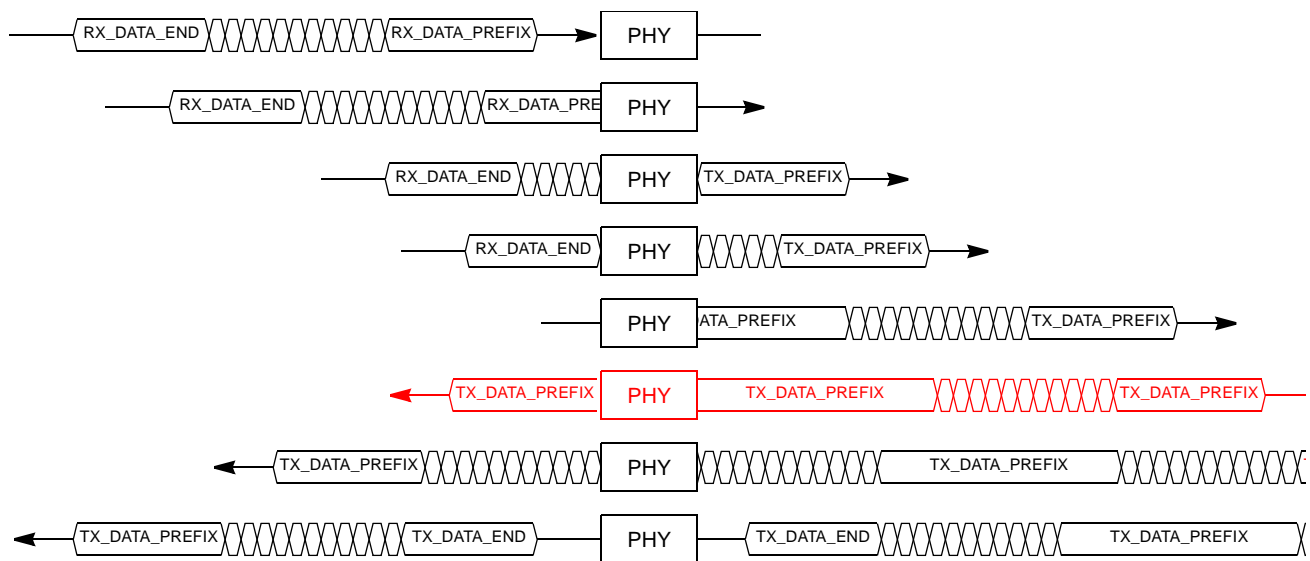 RX_DATA_END RX_DATA_PREFIX PHY
RX_DATA_END RX_DATA_PRE PHY
RX_DATA_END PHY TX_DATA_PREFIX
RX_DATA_END PHY TX_DATA_PREFIX
PHY ATA_PREFIX TX_DATA_PREFIX
TX_DATA_PREFIX PHY TX_DATA_PREFIX TX_DATA_PREFIX
TX_DATA_PREFIX PHY TX_DATA_PREFIX
TX_DATA_PREFIX TX_DATA_END PHY TX_DATA_END TX_DATA_PREFIX